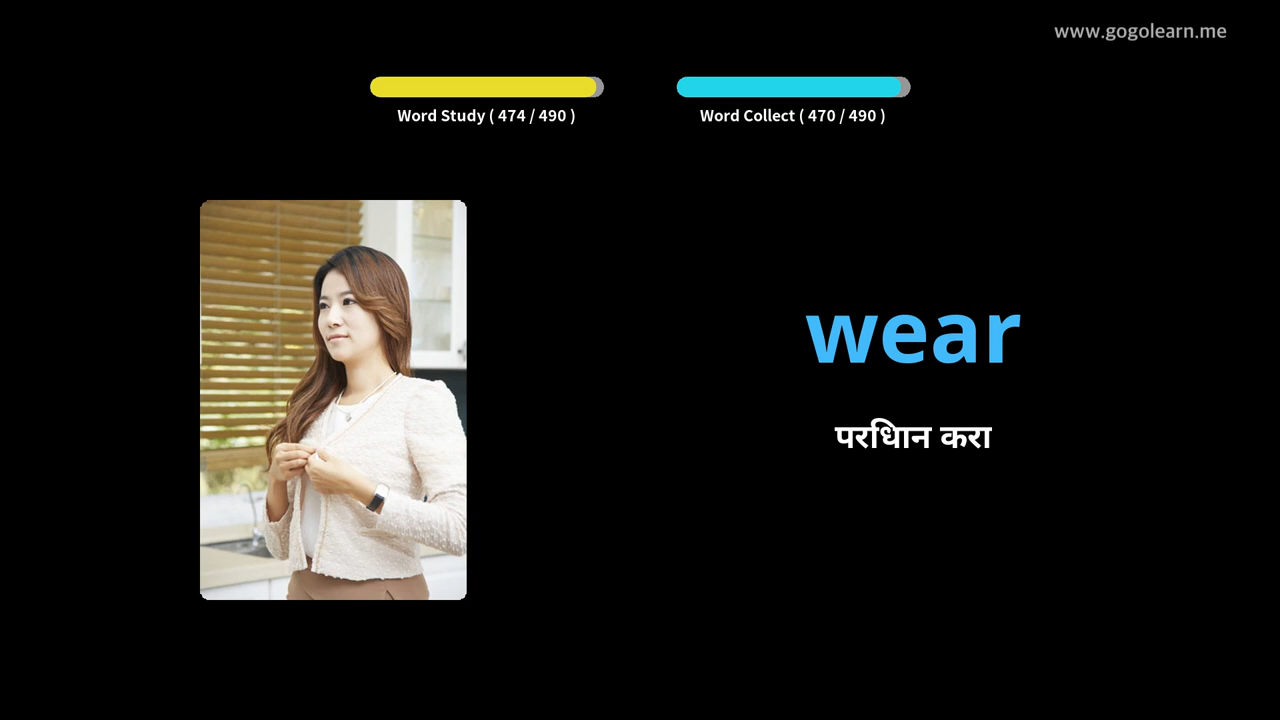 www.gogolearn.me
Word Study ( 474 / 490 )
Word Collect ( 470 / 490 )
wear
परिधान करा